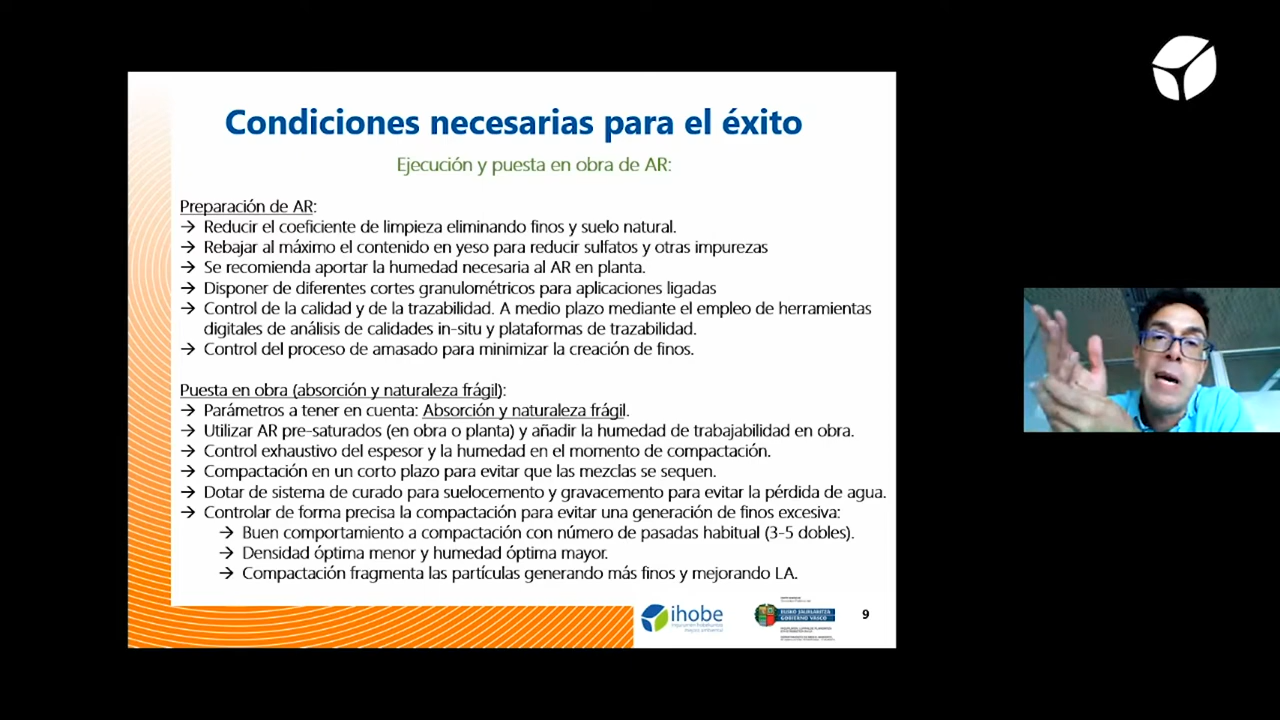 Condiciones necesarias para el éxito
Ejecución y puesta en obra de AR:
Preparación de AR:
→ Reducir el coeficiente de limpieza eliminando finos y suelo natural.
→ Rebajar al máximo el contenido en yeso para reducir sulfatos y otras impurezas
→ Se recomienda aportar la humedad necesaria al AR en planta.
→ Disponer de diferentes cortes granulométricos para aplicaciones ligadas
→ Control de la calidad y de la trazabilidad. A medio plazo mediante el empleo de herramientas
digitales de análisis de calidades in-situ y plataformas de trazabilidad.
→ Control del proceso de amasado para minimizar la creación de finos.
Puesta en obra (absorción y naturaleza frágil):
→ Parámetros a tener en cuenta: Absorción y naturaleza frágil.
→ Utilizar AR pre-saturados (en obra o planta) y añadir la humedad de trabajabilidad en obra.
→ Control exhaustivo del espesor y la humedad en el momento de compactación.
→ Compactación en un corto plazo para evitar que las mezclas se sequen.
→ Dotar de sistema de curado para suelocemento y gravacemento para evitar la pérdida de agua.
→ Controlar de forma precisa la compactación para evitar una generación de finos excesiva:
→ Buen comportamiento a compactación con número de pasadas habitual (3-5 dobles).
→ Densidad óptima menor y humedad óptima mayor.
→ Compactación fragmenta las partículas generando más finos y mejorando LA.
ihobe
EUSKO JAURLARITZA
GOBIERNO VASCO
9